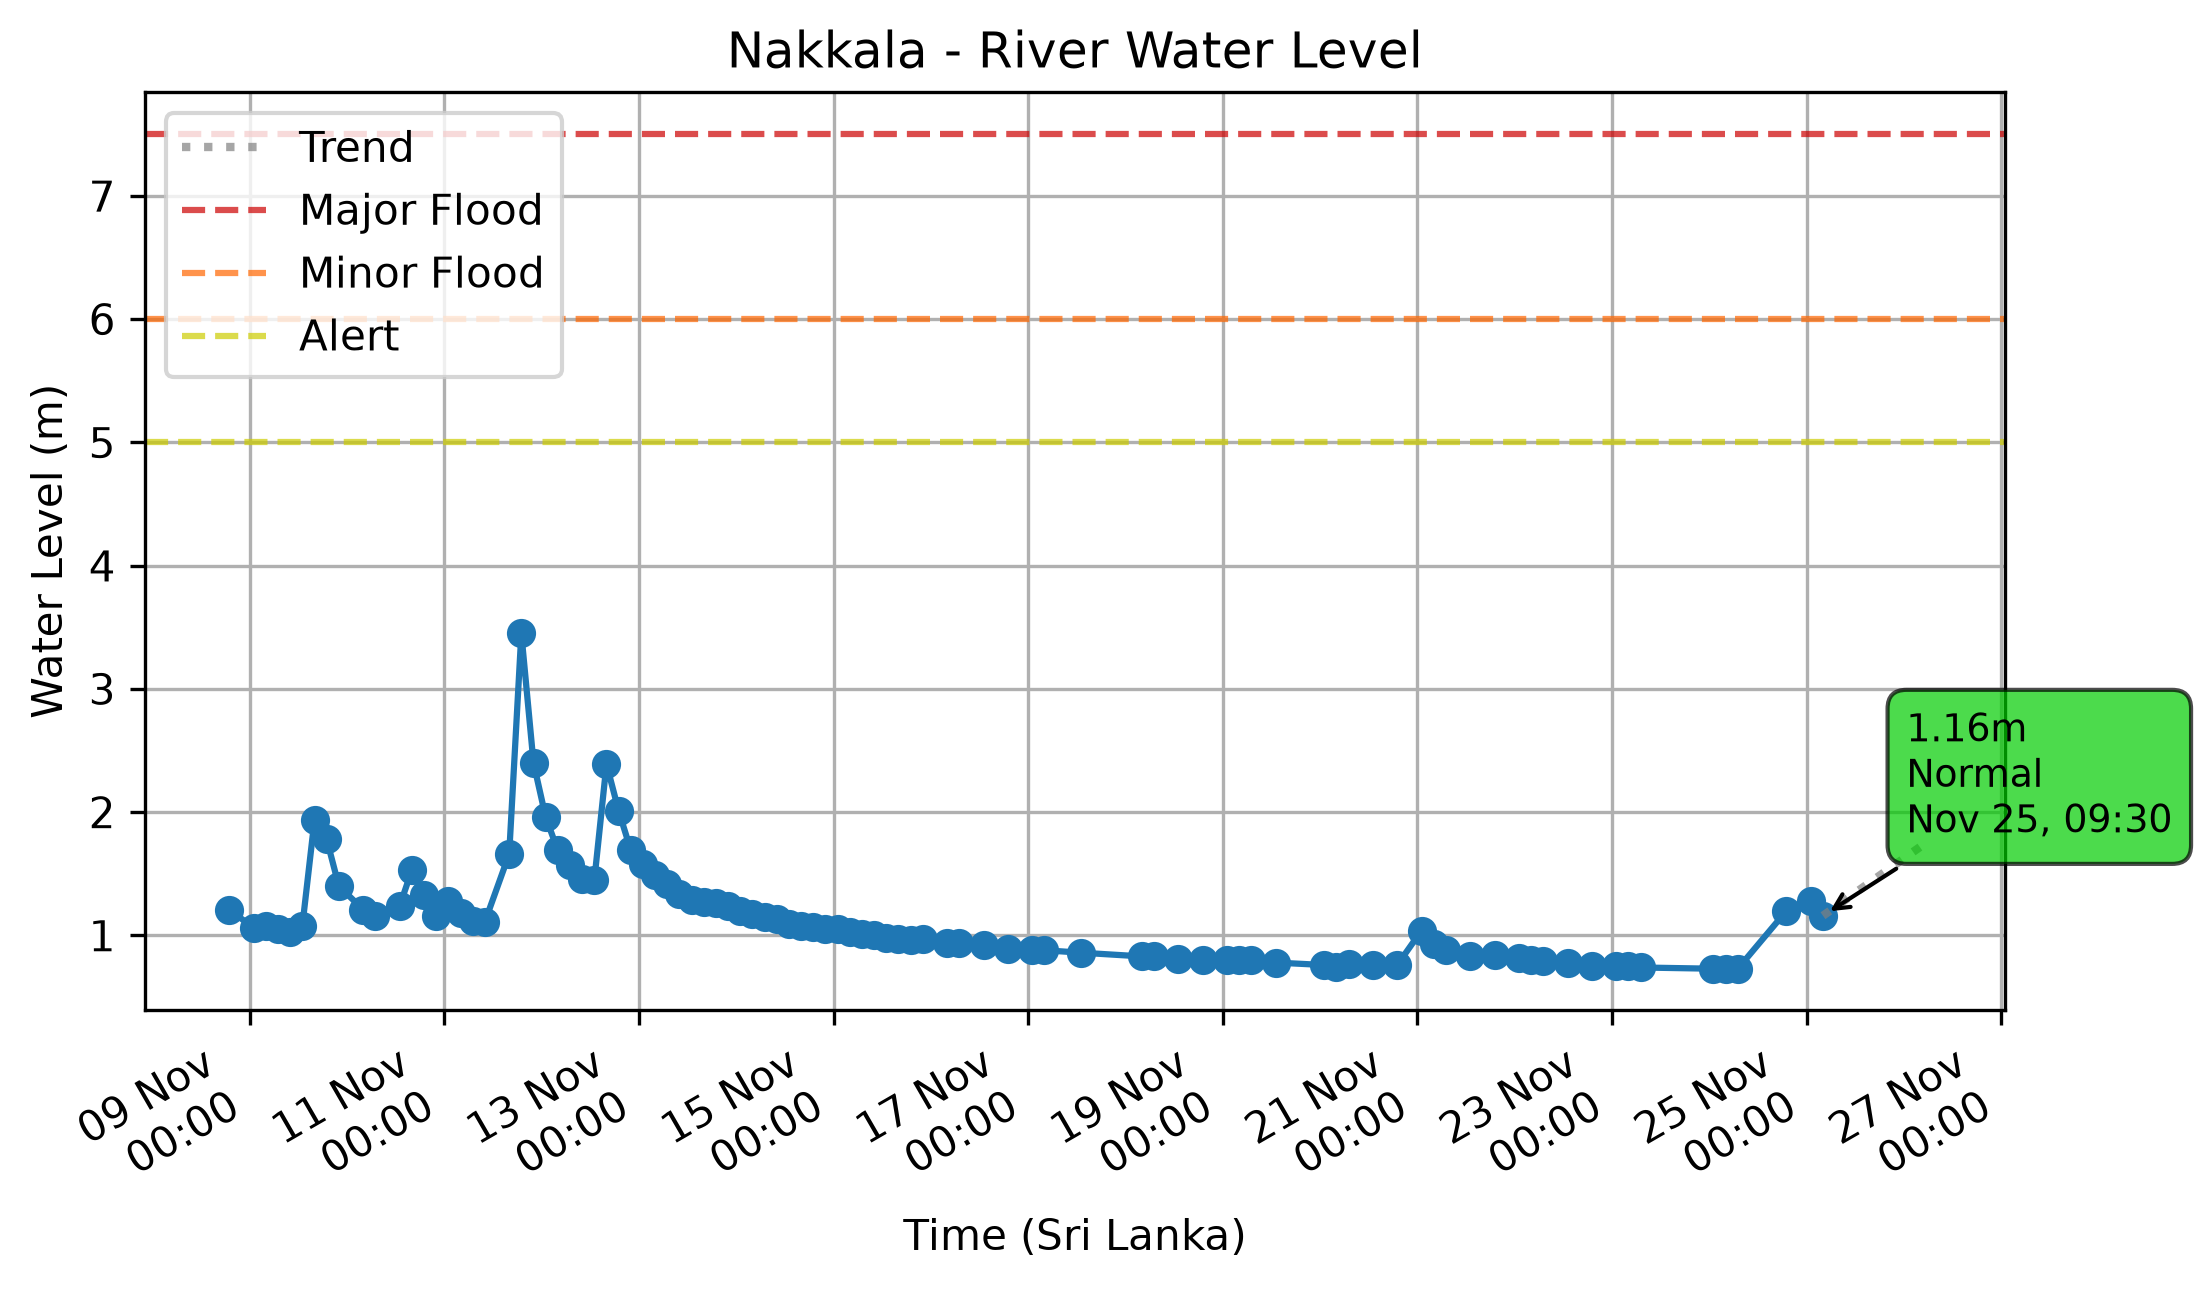 Nakkala - River Water Level
Trend
Major Flood
Minor Flood
Alert
Water Level (m)
7
6
5
4
3
2
1
1.16m
Normal
Nov 25, 09:30
09 Nov
00:00
11 Nov
00:00
13 Nov
00:00
15 Nov
00:00
17 Nov
00:00
19 Nov
00:00
21 Nov
00:00
23 Nov
00:00
25 Nov
00:00
27 Nov
00:00
Time (Sri Lanka)